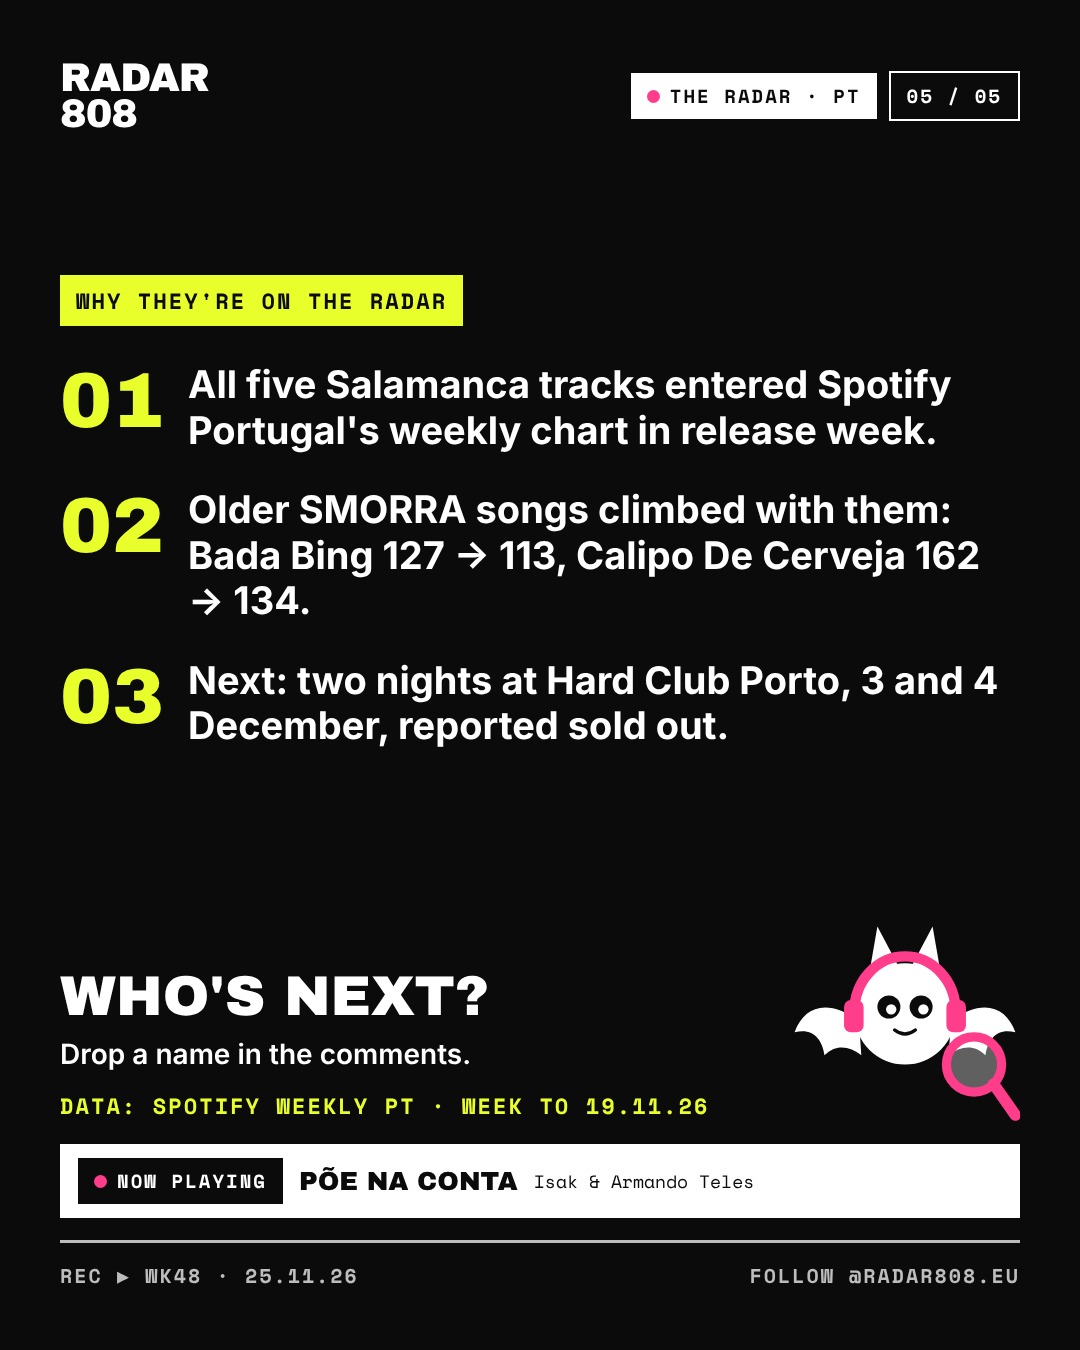 RADAR
808
THE RADAR · PT
05 / 05
WHY THEY'RE ON THE RADAR
01
All five Salamanca tracks entered Spotify
Portugal's weekly chart in release week.
02
Older SMORRA songs climbed with them:
Bada Bing 127 → 113, Calipo De Cerveja 162
→ 134.
03
Next: two nights at Hard Club Porto, 3 and 4
December, reported sold out.
WHO'S NEXT?
Drop a name in the comments.
DATA: SPOTIFY WEEKLY PT · WEEK TO 19.11.26
NOW PLAYING PÕE NA CONTA Isak & Armando Teles
REC ▶ WK48 · 25.11.26
FOLLOW @RADAR808.EU